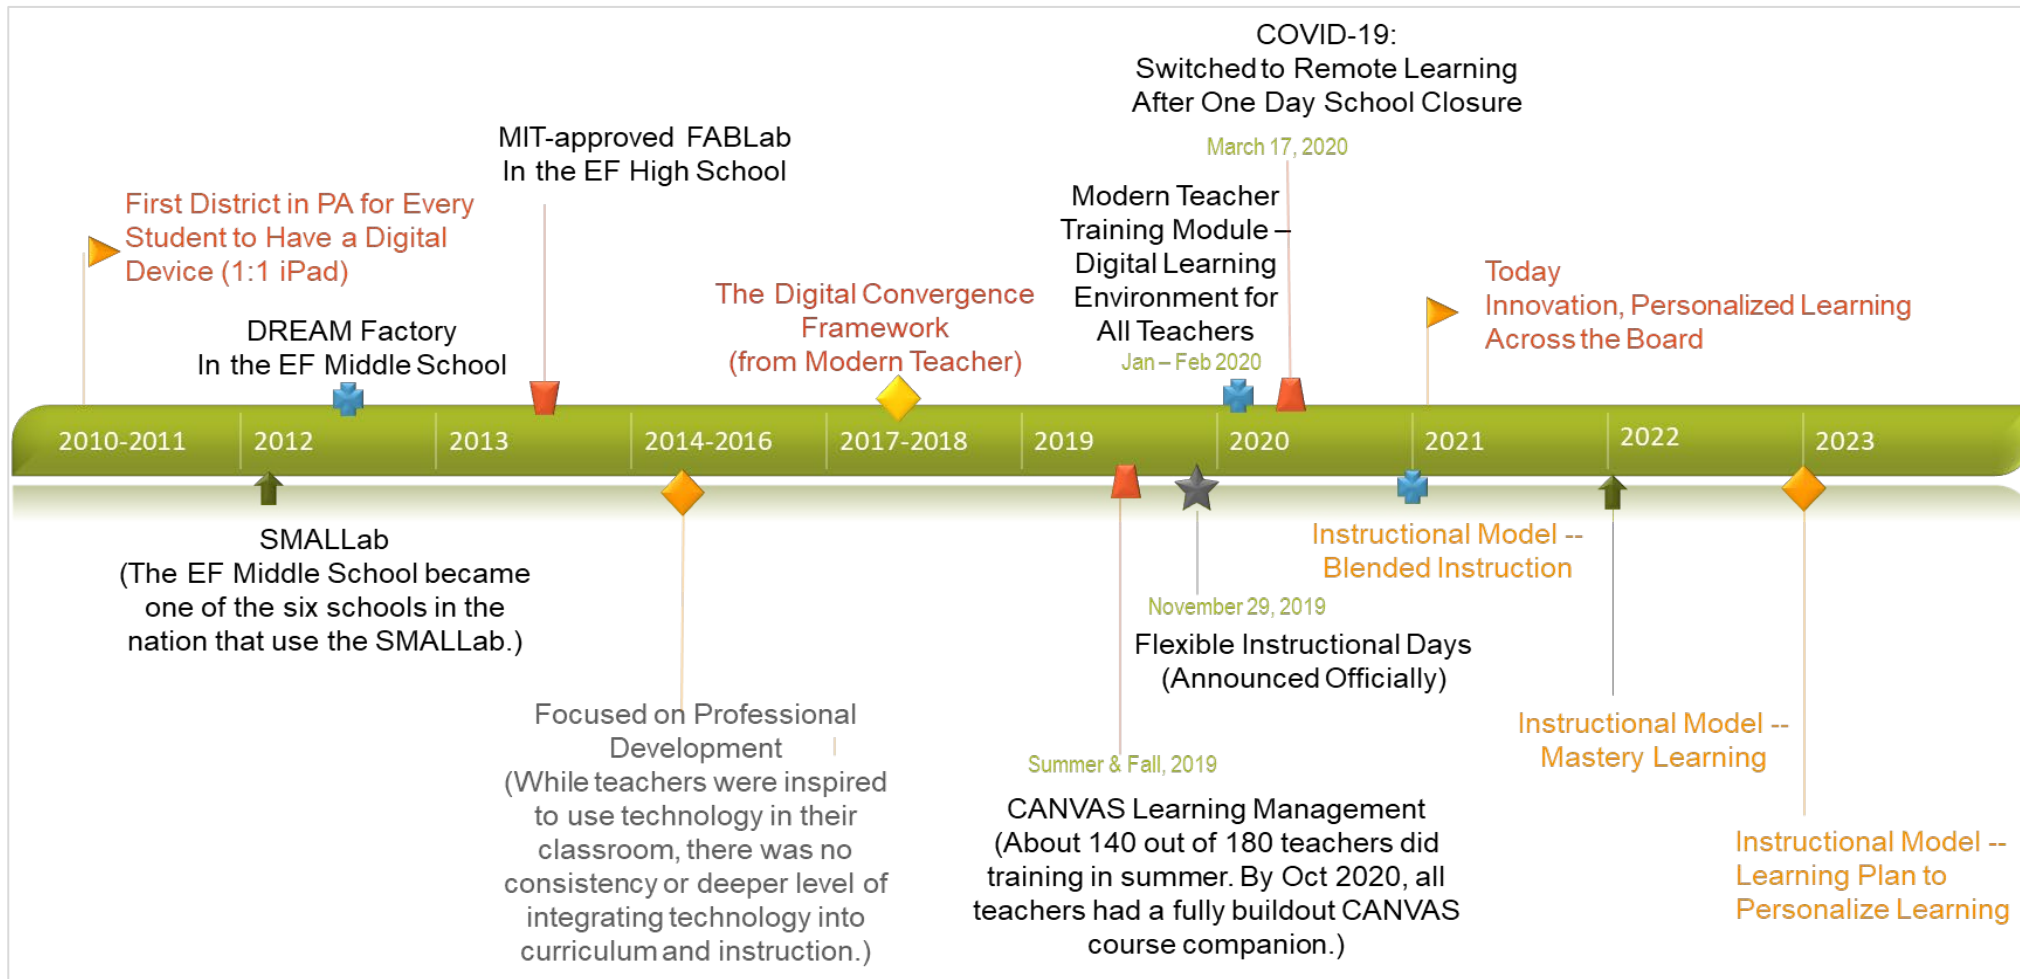 COVID-19:
Switched to Remote Learning
After One Day School Closure
March 17, 2020
MIT-approved FABLab
In the EF High School
First District in PA for Every
Student to Have a Digital
Device (1:1 iPad)
Modern Teacher
Training Module –
Digital Learning
Environment for
All Teachers
Jan – Feb 2020
The Digital Convergence
Framework
(from Modern Teacher)
Today
Innovation, Personalized Learning
Across the Board
DREAM Factory
In the EF Middle School
2010-2011
2012
2013
2014-2016
2017-2018
2019
2020
2021
2022
2023
SMALLab
(The EF Middle School became
one of the six schools in the
nation that use the SMALLab.)
Focused on Professional
Development
(While teachers were inspired
to use technology in their
classroom, there was no
consistency or deeper level of
integrating technology into
curriculum and instruction.)
Summer & Fall, 2019
CANVAS Learning Management
(About 140 out of 180 teachers did
training in summer. By Oct 2020, all
teachers had a fully buildout CANVAS
course companion.)
November 29, 2019
Flexible Instructional Days
(Announced Officially)
Instructional Model --
Blended Instruction
Instructional Model --
Mastery Learning
Instructional Model --
Learning Plan to
Personalize Learning